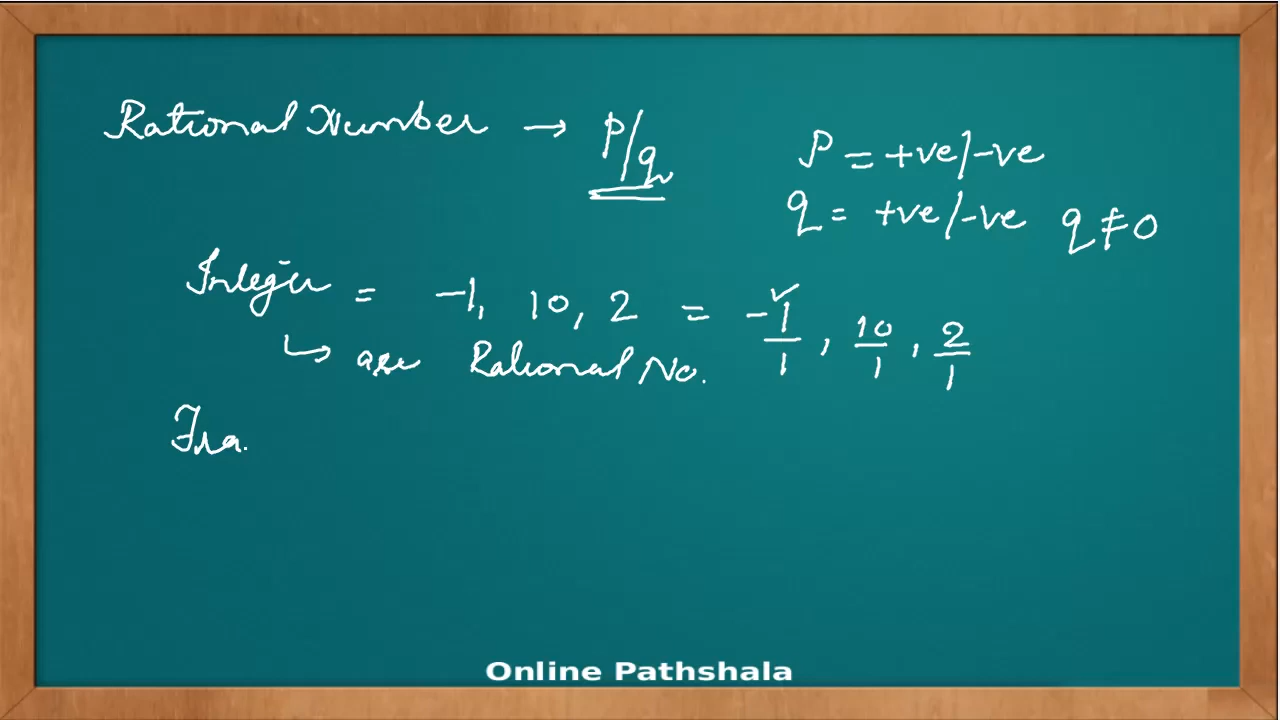 Rational Number → p/q
p = +ve/-ve
q = +ve/-ve q ≠ 0
Integer = -1, 10, 2 = -1/1, 10/1, 2/1
↳ are Rational No.
Fra.
Online Pathshala